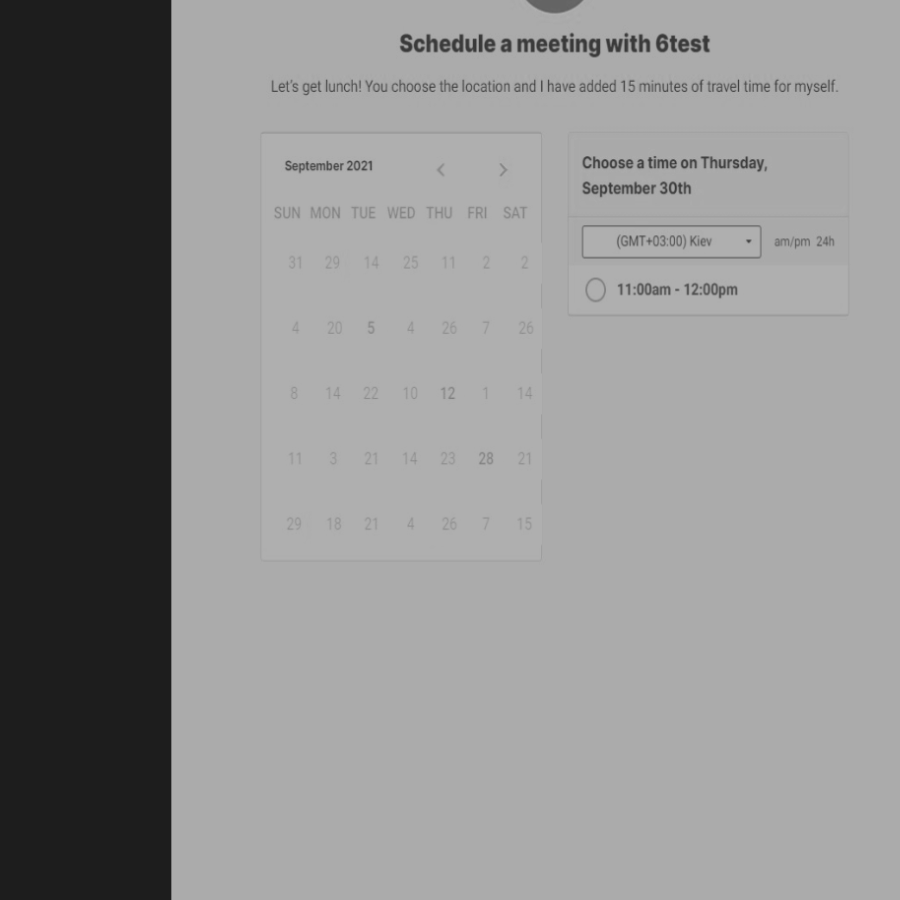 Schedule a meeting with 6test
Let's get lunch! You choose the location and I have added 15 minutes of travel time for myself.
September 2021
SUN MON TUE WED THU FRI SAT
31 29 14 25 11 2 2
4 20 5 4 26 7 26
8 14 22 10 12 1 14
11 3 21 14 23 28 21
29 18 21 4 26 7 15
Choose a time on Thursday,
September 30th
(GMT+03:00) Kiev am/pm 24h
11:00am - 12:00pm